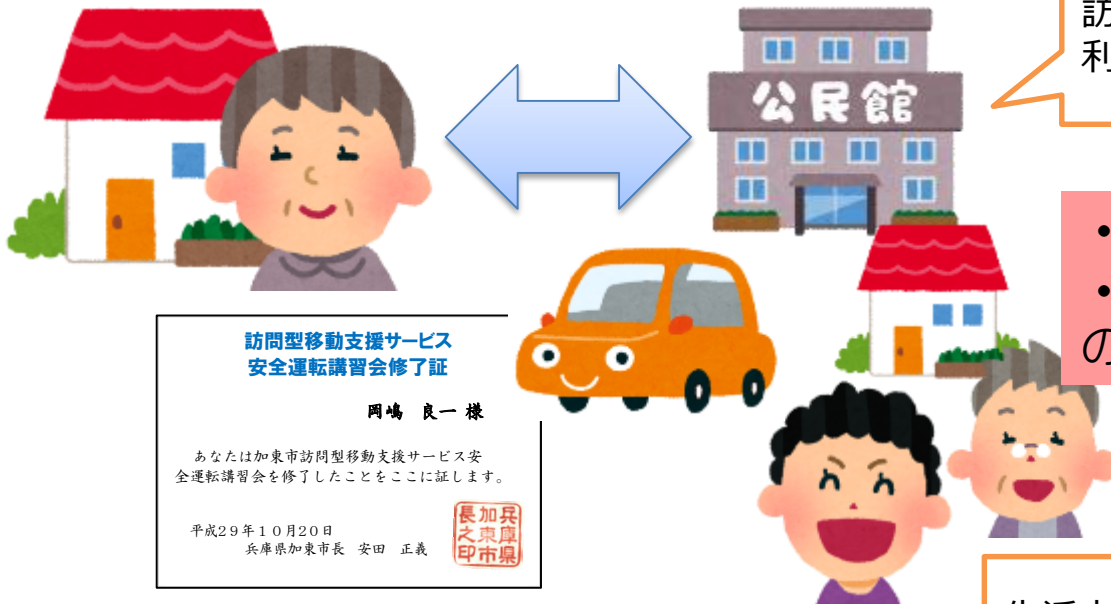 訪
利
公民館
・
・
の
訪問型移動支援サービス
安全運転講習会修了証
岡嶋 良一 様
あなたは加東市訪問型移動支援サービス安
全運転講習会を修了したことをここに証します。
平成29年10月20日
兵庫県加東市長 安田 正義
兵庫県
加東市
長之印